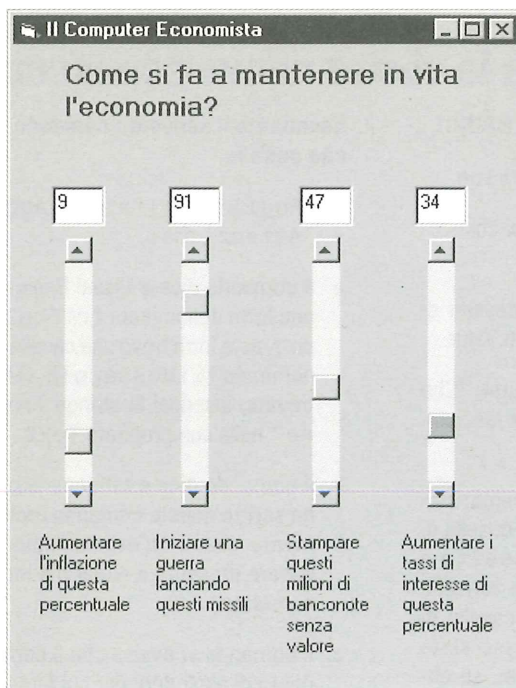 Il Computer Economista
Come si fa a mantenere in vita
l'economia?
9
91
47
34
Aumentare
l'inflazione
di questa
percentuale
Iniziare una
guerra
lanciando
questi missili
Stampare
questi
milioni di
banconote
senza
valore
Aumentare i
tassi di
interesse di
questa
percentuale